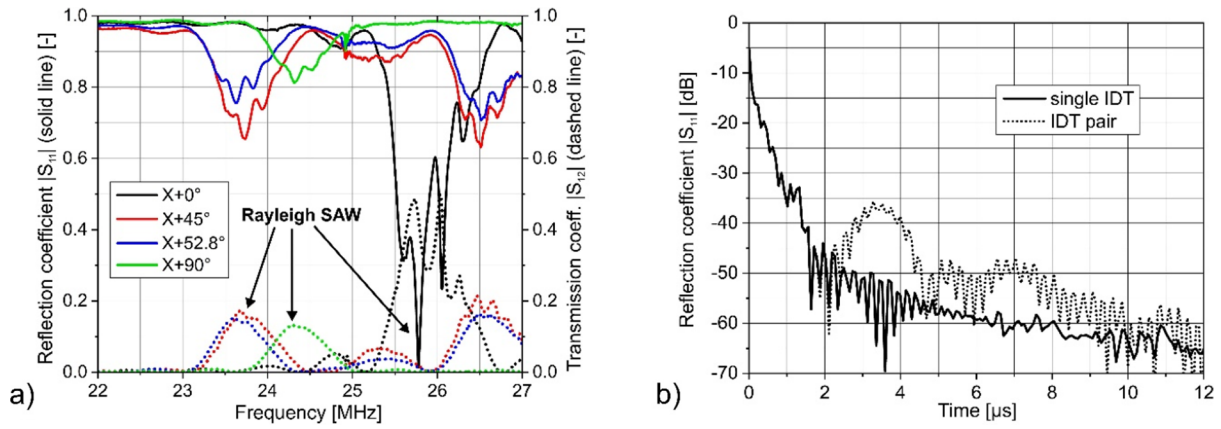 a)
Reflection coefficient |S₁₁| (solid line) [-]
1.0
0.8
0.6
0.4
0.2
0.0
X+0°
X+45°
X+52.8°
X+90°
Rayleigh SAW
22 23 24 25 26 27
Frequency [MHz]
1.0
0.8
0.6
0.4
0.2
0.0
Transmission coeff. |S₁₂| (dashed line) [-]
b)
Reflection coefficient |S₁₁| [dB]
0
-10
-20
-30
-40
-50
-60
-70
single IDT
IDT pair
0 2 4 6 8 10 12
Time [µs]